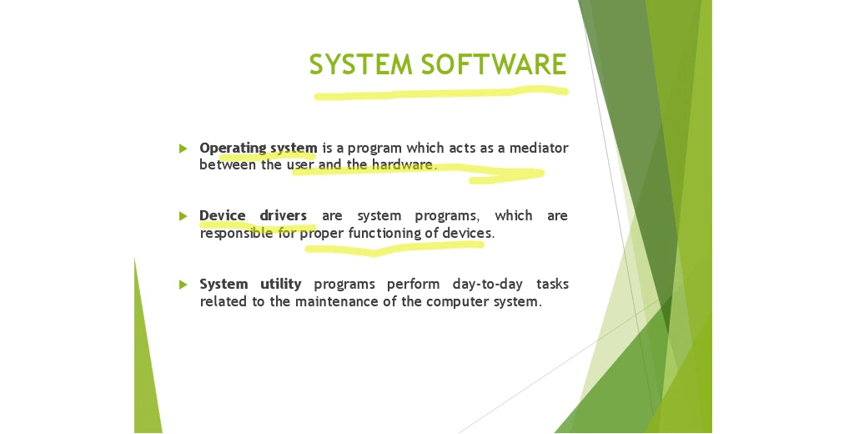 SYSTEM SOFTWARE
Operating system is a program which acts as a mediator
between the user and the hardware.
Device drivers are system programs, which are
responsible for proper functioning of devices.
System utility programs perform day-to-day tasks
related to the maintenance of the computer system.